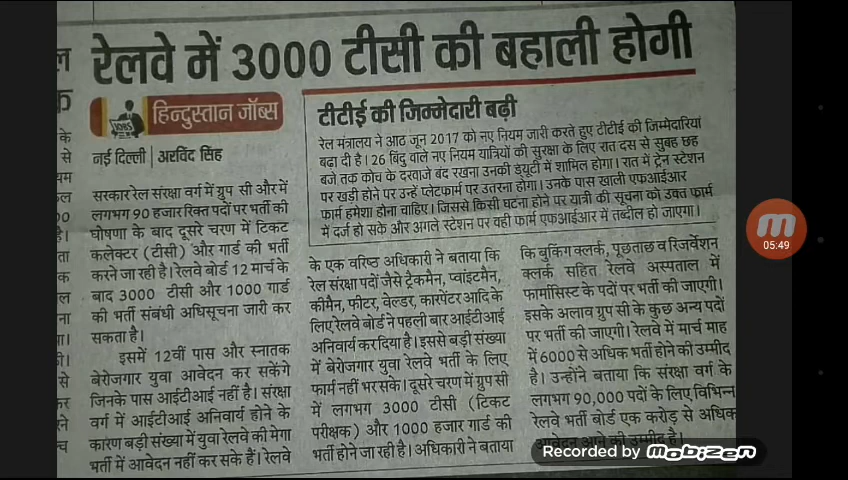 रेलवे में 3000 टीसी की बहाली होगी
JOBS
हिन्दुस्तान जॉब्स
नई दिल्ली | अरविंद सिंह
सरकार रेल संरक्षा वर्ग में ग्रुप सी और में
लगभग 90 हजार रिक्त पदों पर भर्ती की
घोषणा के बाद दूसरे चरण में टिकट
कलेक्टर (टीसी) और गार्ड की भर्ती
करने जा रही है। रेलवे बोर्ड 12 मार्च के
बाद 3000 टीसी और 1000 गार्ड
की भर्ती संबंधी अधिसूचना जारी कर
सकता है।
इसमें 12वीं पास और स्नातक
बेरोजगार युवा आवेदन कर सकेंगे
जिनके पास आईटीआई नहीं है। संरक्षा
वर्ग में आईटीआई अनिवार्य होने के
कारण बड़ी संख्या में युवा रेलवे की मेगा
भर्ती में आवेदन नहीं कर सके हैं। रेलवे
टीटीई की जिम्मेदारी बढ़ी
रेल मंत्रालय ने आठ जून 2017 को नए नियम जारी करते हुए टीटीई की जिम्मेदारियां
बढ़ा दी है। 26 बिंदु वाले नए नियम यात्रियों की सुरक्षा के लिए रात दस से सुबह छह
बजे तक कोच के दरवाजे बंद रखना उनकी ड्यूटी में शामिल होगा। रात में ट्रेन स्टेशन
पर खड़ी होने पर उन्हें प्लेटफार्म पर उतरना होगा। उनके पास खाली एफआईआर
फार्म हमेशा होना चाहिए। जिससे किसी घटना होने पर यात्री की सूचना को उक्त फार्म
में दर्ज हो सके और अगले स्टेशन पर वही फार्म एफआईआर में तब्दील हो जाएगा।
के एक वरिष्ठ अधिकारी ने बताया कि
रेल संरक्षा पदों जैसे ट्रैकमैन, प्वांइटमैन,
कीमैन, फीटर, वेल्डर, कारपेंटर आदि के
लिए रेलवे बोर्ड ने पहली बार आईटीआई
अनिवार्य कर दिया है। इससे बड़ी संख्या
में बेरोजगार युवा रेलवे भर्ती के लिए
फार्म नहीं भर सके। दूसरे चरण में ग्रुप सी
में लगभग 3000 टीसी (टिकट
परीक्षक) और 1000 हजार गार्ड की
भर्ती होने जा रही है। अधिकारी ने बताया
कि बुकिंग क्लर्क, पूछताछ व रिजर्वेशन
क्लर्क सहित रेलवे अस्पताल में
फार्मासिस्ट के पदों पर भर्ती की जाएगी।
इसके अलाव ग्रुप सी के कुछ अन्य पदों
पर भर्ती की जाएगी। रेलवे में मार्च माह
में 6000 से अधिक भर्ती होने की उम्मीद
है। उन्होंने बताया कि संरक्षा वर्ग के
लगभग 90,000 पदों के लिए विभिन्न
रेलवे भर्ती बोर्ड एक करोड़ से अधिक
आवेदन आने की उम्मीद है।
05:49
Recorded by mobizen